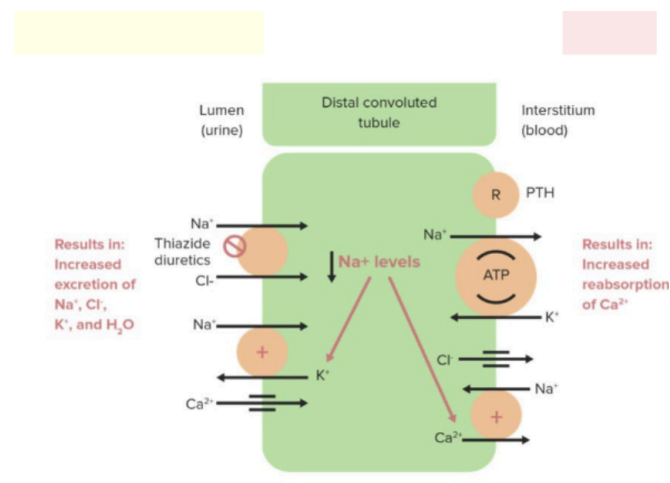 Distal convoluted
tubule
Lumen
(urine)
Interstitium
(blood)
R
PTH
Na⁺
Thiazide
diuretics
Cl-
Results in:
Increased
excretion of
Na⁺, Cl⁻,
K⁺, and H₂O
Na⁺
+
K⁺
Ca²⁺
Na+ levels
Na⁺
ATP
K⁺
Cl⁻
Na⁺
+
Ca²⁺
Results in:
Increased
reabsorption
of Ca²⁺